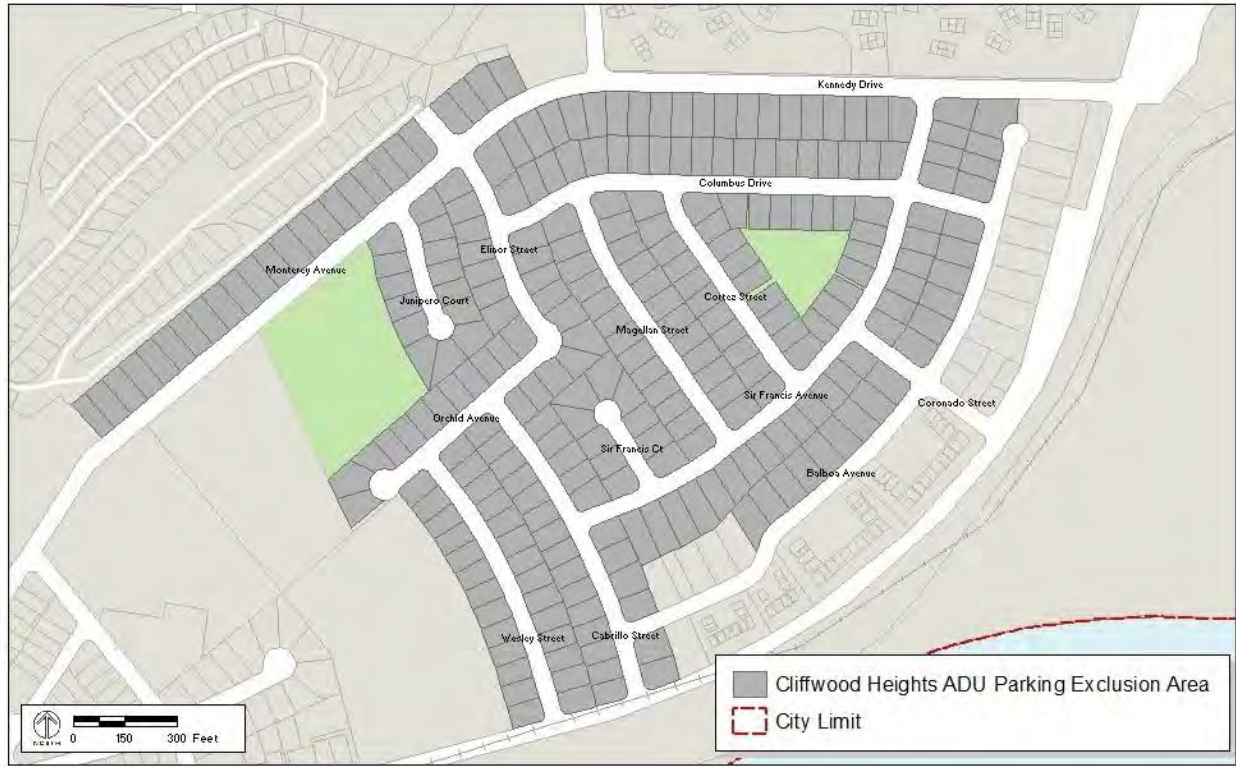 Kennedy Drive
Columbus Drive
Elinor Street
Monterey Avenue
Junipero Court
Cortez Street
Magellan Street
Sir Francis Avenue
Coronado Street
Orchid Avenue
Sir Francis Ct
Balboa Avenue
Wesley Street
Cabrillo Street
Cliffwood Heights ADU Parking Exclusion Area
City Limit
NORTH
0 150 300 Feet